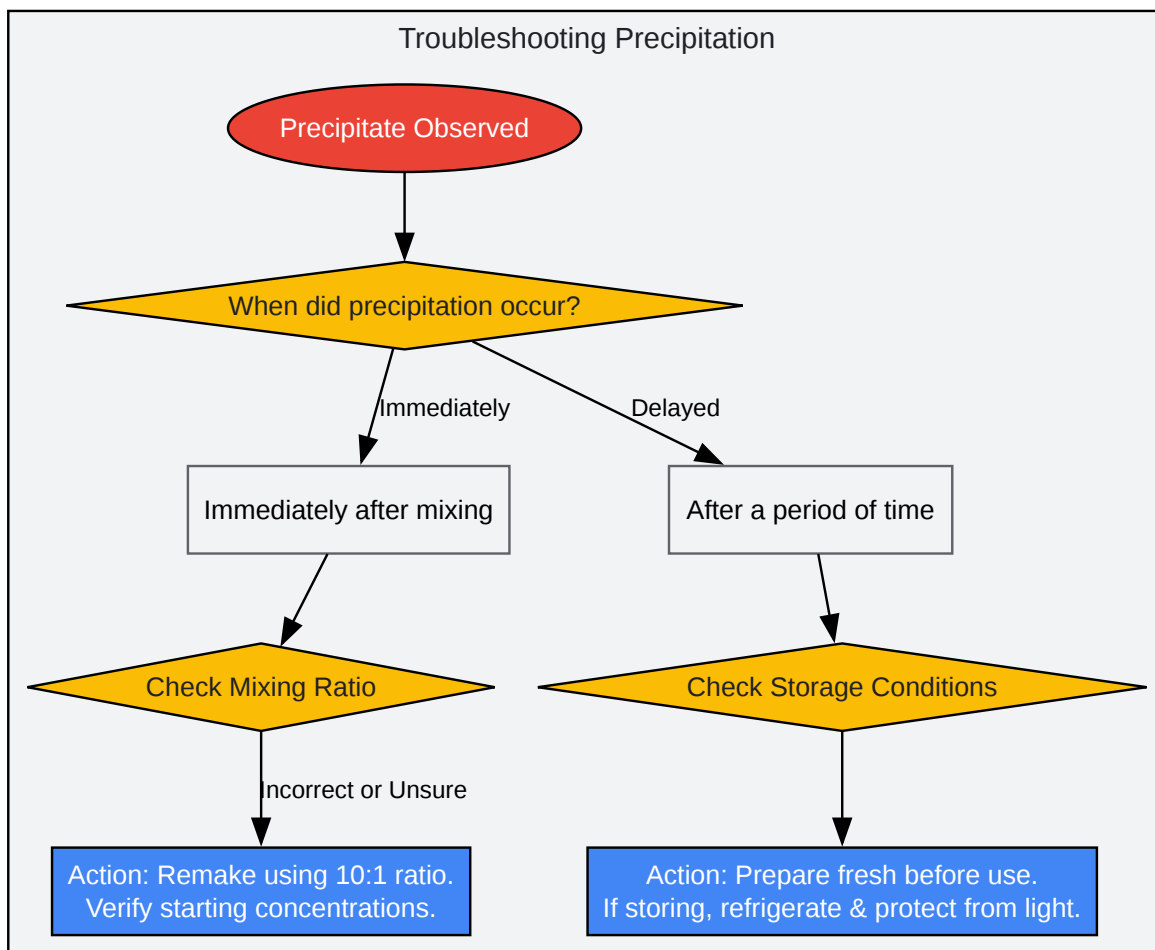 Troubleshooting Precipitation
Precipitate Observed
When did precipitation occur?
Immediately
Delayed
Immediately after mixing
After a period of time
Check Mixing Ratio
Check Storage Conditions
Incorrect or Unsure
Action: Remake using 10:1 ratio.
Verify starting concentrations.
Action: Prepare fresh before use.
If storing, refrigerate & protect from light.